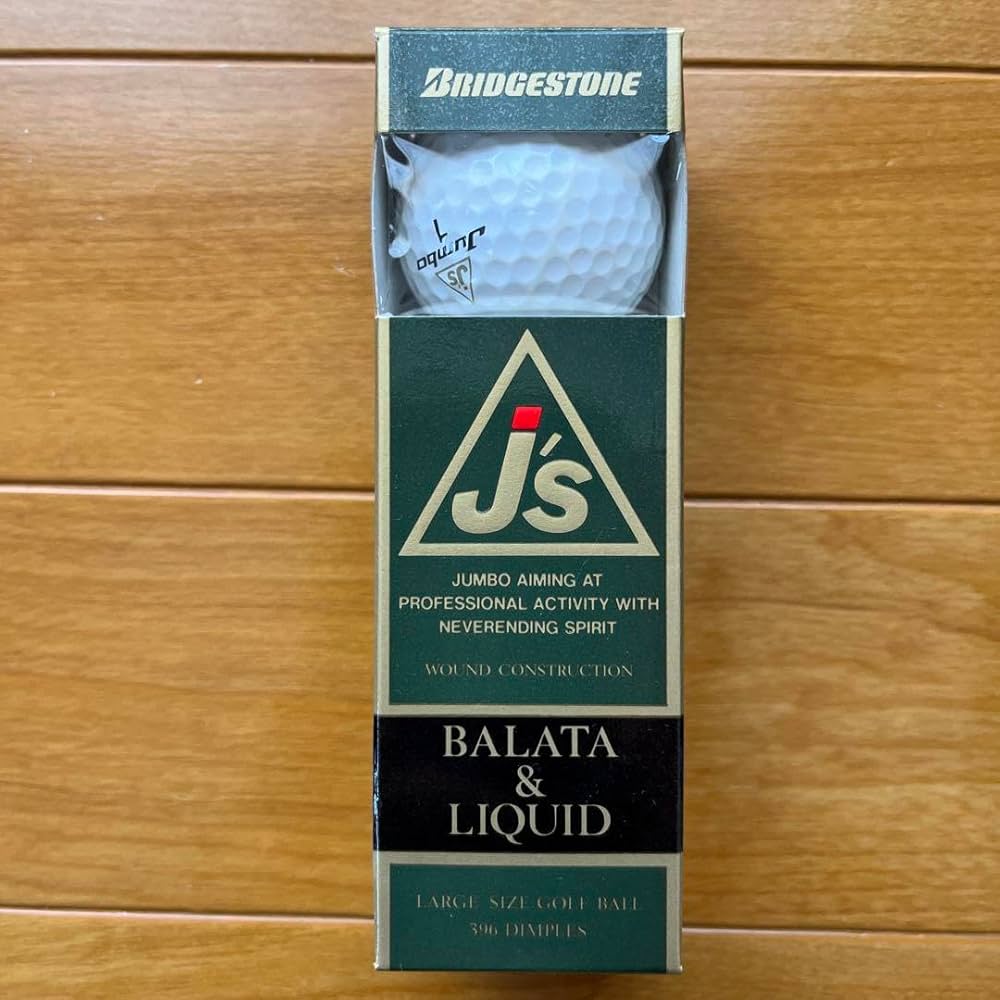 BRIDGESTONE
1
Jumbo
J's
J's
JUMBO AIMING AT
PROFESSIONAL ACTIVITY WITH
NEVERENDING SPIRIT
WOUND CONSTRUCTION
BALATA
&
LIQUID
LARGE SIZE GOLF BALL
396 DIMPLES